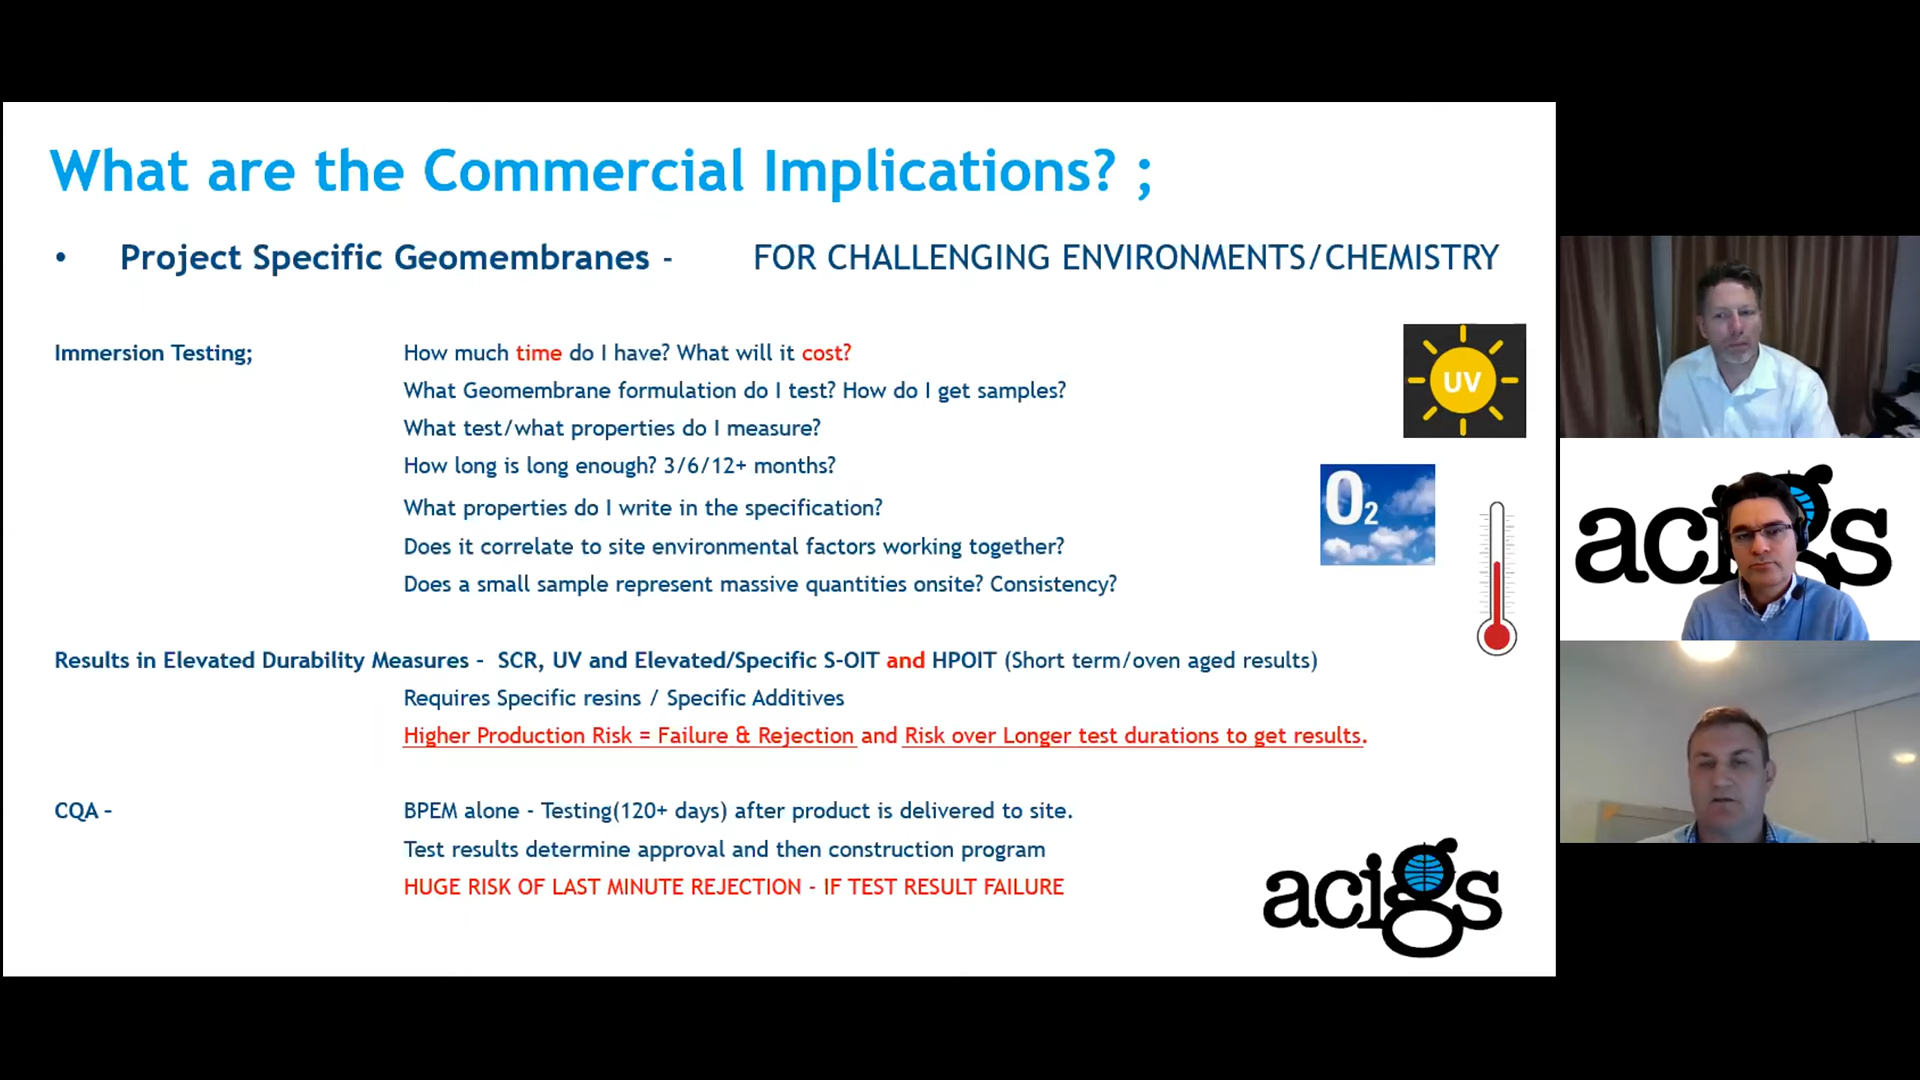 What are the Commercial Implications? ;
• Project Specific Geomembranes - FOR CHALLENGING ENVIRONMENTS/CHEMISTRY
Immersion Testing; How much time do I have? What will it cost?
What Geomembrane formulation do I test? How do I get samples?
What test/what properties do I measure?
How long is long enough? 3/6/12+ months?
What properties do I write in the specification?
Does it correlate to site environmental factors working together?
Does a small sample represent massive quantities onsite? Consistency?
UV
O2
Results in Elevated Durability Measures - SCR, UV and Elevated/Specific S-OIT and HPOIT (Short term/oven aged results)
Requires Specific resins / Specific Additives
Higher Production Risk = Failure & Rejection and Risk over Longer test durations to get results.
CQA - BPEM alone - Testing(120+ days) after product is delivered to site.
Test results determine approval and then construction program
HUGE RISK OF LAST MINUTE REJECTION - IF TEST RESULT FAILURE
acigs
acigs